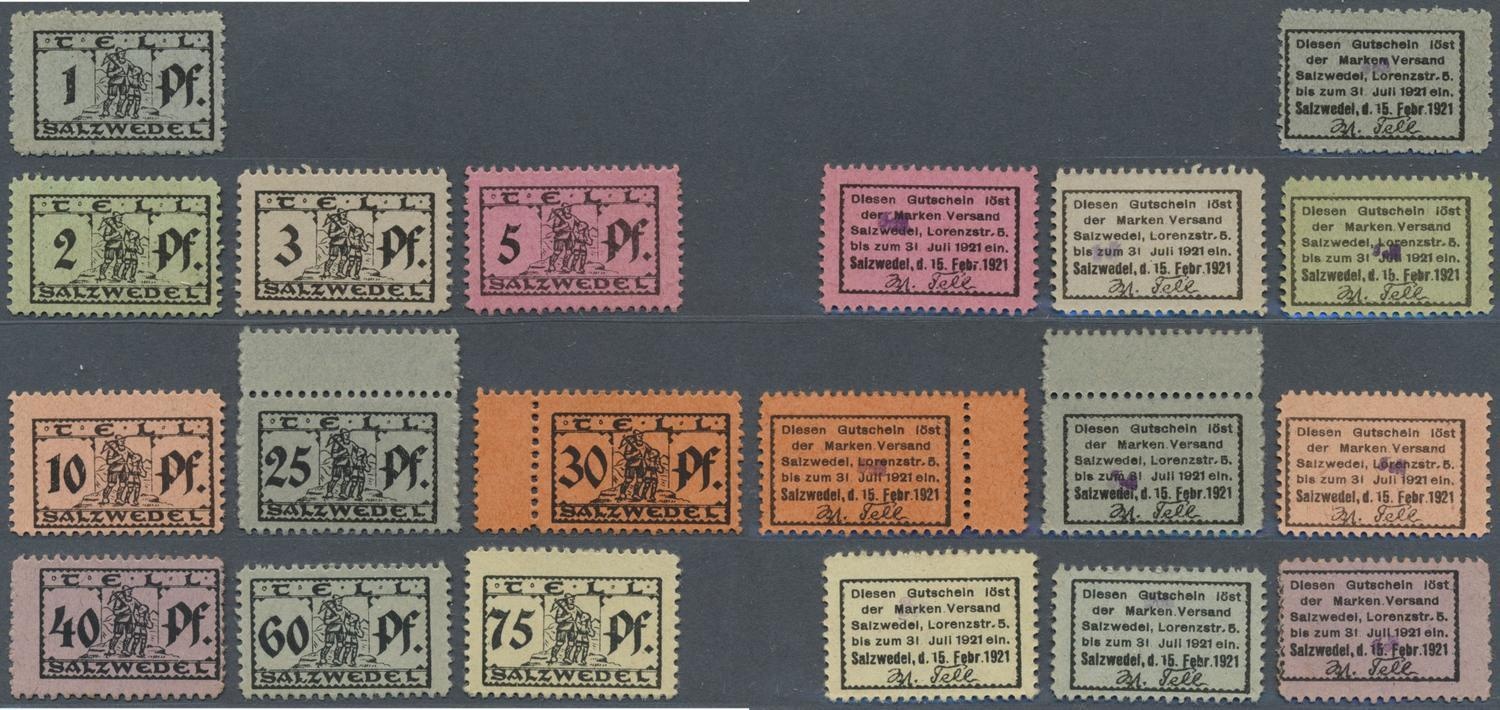 TELL
1 Pf.
SALZWEDEL
Diesen Gutschein löst
der Marken Versand
Salzwedel, Lorenzstr. 5.
bis zum 31 Juli 1921 ein.
Salzwedel, d. 15. Febr. 1921
M. Tell
TELL
2 Pf.
SALZWEDEL
TELL
3 Pf.
SALZWEDEL
TELL
5 Pf.
SALZWEDEL
Diesen Gutschein löst
der Marken Versand
Salzwedel, Lorenzstr. 5.
bis zum 31 Juli 1921 ein.
Salzwedel, d. 15. Febr. 1921
M. Tell
Diesen Gutschein löst
der Marken Versand
Salzwedel, Lorenzstr. 5.
bis zum 31 Juli 1921 ein.
Salzwedel, d. 15. Febr. 1921
M. Tell
Diesen Gutschein löst
der Marken Versand
Salzwedel, Lorenzstr. 5.
bis zum 31 Juli 1921 ein.
Salzwedel, d. 15. Febr. 1921
M. Tell
TELL
10 Pf.
SALZWEDEL
TELL
25 Pf.
SALZWEDEL
TELL
30 Pf.
SALZWEDEL
Diesen Gutschein löst
der Marken Versand
Salzwedel, Lorenzstr. 5.
bis zum 31 Juli 1921 ein.
Salzwedel, d. 15. Febr. 1921
M. Tell
Diesen Gutschein löst
der Marken Versand
Salzwedel, Lorenzstr. 5.
bis zum 31 Juli 1921 ein.
Salzwedel, d. 15. Febr. 1921
M. Tell
Diesen Gutschein löst
der Marken Versand
Salzwedel, Lorenzstr. 5.
bis zum 31 Juli 1921 ein.
Salzwedel, d. 15. Febr. 1921
M. Tell
TELL
40 Pf.
SALZWEDEL
TELL
60 Pf.
SALZWEDEL
TELL
75 Pf.
SALZWEDEL
Diesen Gutschein löst
der Marken Versand
Salzwedel, Lorenzstr. 5.
bis zum 31 Juli 1921 ein.
Salzwedel, d. 15. Febr. 1921
M. Tell
Diesen Gutschein löst
der Marken Versand
Salzwedel, Lorenzstr. 5.
bis zum 31 Juli 1921 ein.
Salzwedel, d. 15. Febr. 1921
M. Tell
Diesen Gutschein löst
der Marken Versand
Salzwedel, Lorenzstr. 5.
bis zum 31 Juli 1921 ein.
Salzwedel, d. 15. Febr. 1921
M. Tell